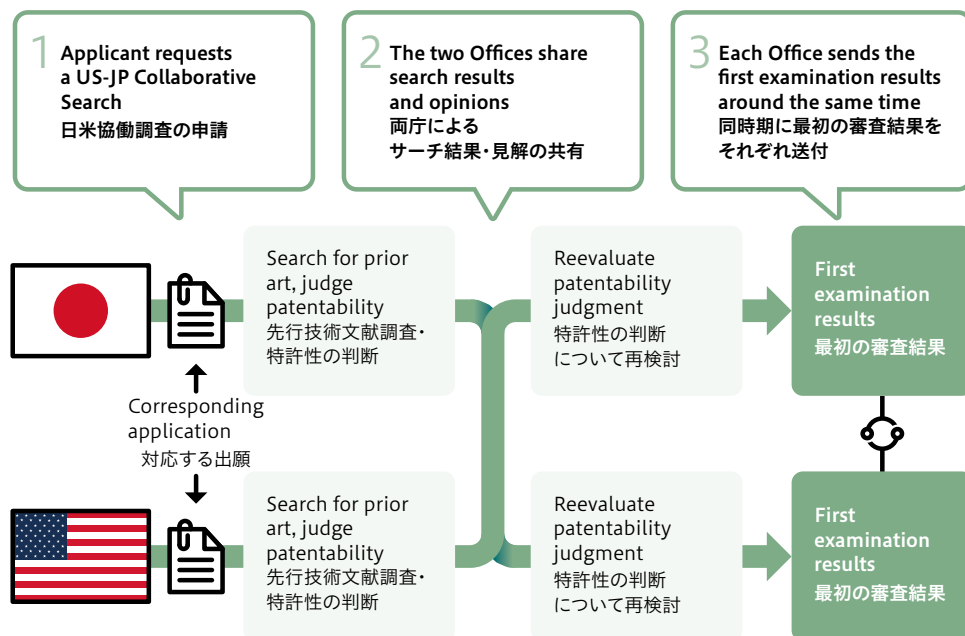 1
Applicant requests
a US-JP Collaborative
Search
日米協働調査の申請
2
The two Offices share
search results
and opinions
両庁による
サーチ結果・見解の共有
3
Each Office sends the
first examination results
around the same time
同時期に最初の審査結果を
それぞれ送付
Search for prior
art, judge
patentability
先行技術文献調査・
特許性の判断
Reevaluate
patentability
judgment
特許性の判断
について再検討
First
examination
results
最初の審査結果
Corresponding
application
対応する出願
Search for prior
art, judge
patentability
先行技術文献調査・
特許性の判断
Reevaluate
patentability
judgment
特許性の判断
について再検討
First
examination
results
最初の審査結果